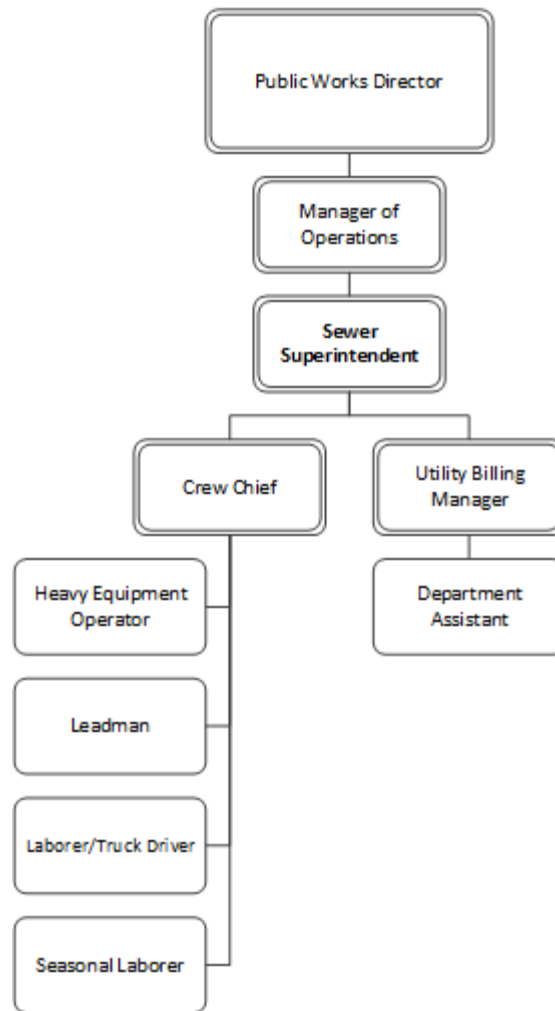 Public Works Director
Manager of
Operations
Sewer
Superintendent
Crew Chief
Utility Billing
Manager
Heavy Equipment
Operator
Department
Assistant
Leadman
Laborer/Truck Driver
Seasonal Laborer